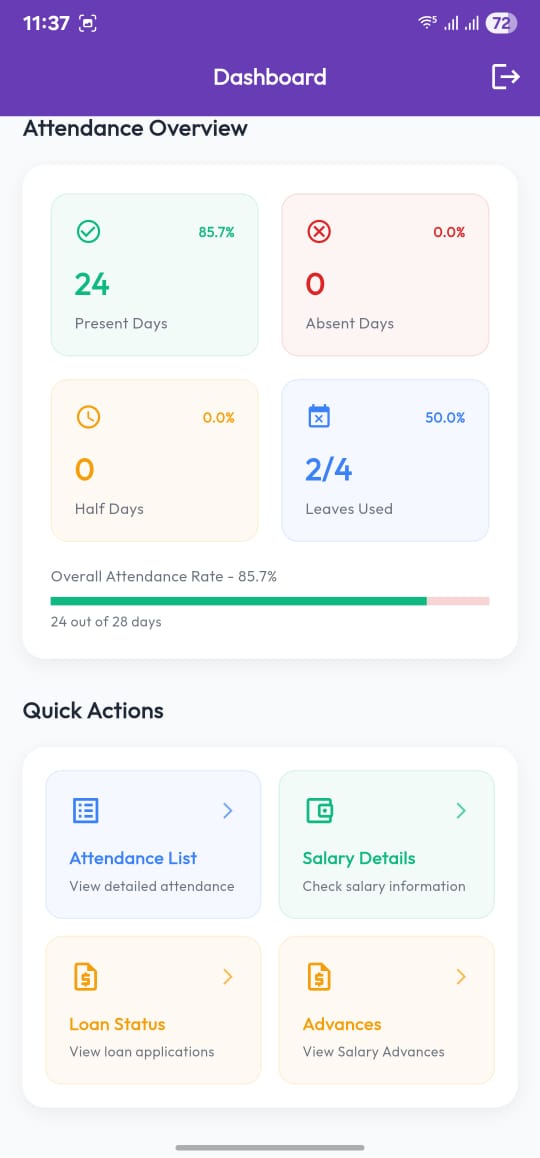 11:37 72
Dashboard
Attendance Overview
85.7% 0.0%
24 0
Present Days Absent Days
0.0% 50.0%
0 2/4
Half Days Leaves Used
Overall Attendance Rate - 85.7%
24 out of 28 days
Quick Actions
Attendance List Salary Details
View detailed attendance Check salary information
Loan Status Advances
View loan applications View Salary Advances